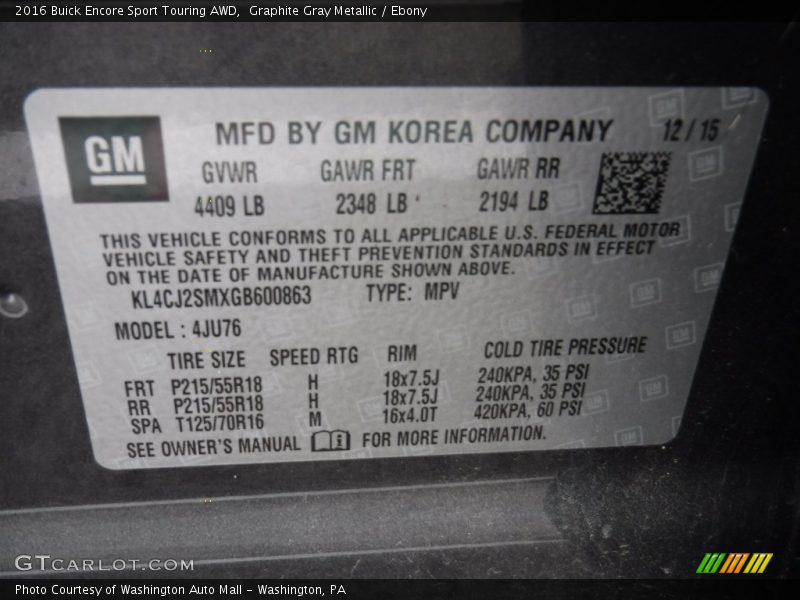 2016 Buick Encore Sport Touring AWD,  Graphite Gray Metallic / Ebony
GM
MFD BY GM KOREA COMPANY 12 / 15
GVWR GAWR FRT GAWR RR
4409 LB 2348 LB 2194 LB
THIS VEHICLE CONFORMS TO ALL APPLICABLE U.S. FEDERAL MOTOR
VEHICLE SAFETY AND THEFT PREVENTION STANDARDS IN EFFECT
ON THE DATE OF MANUFACTURE SHOWN ABOVE.
KL4CJ2SMXGB600863 TYPE: MPV
MODEL : 4JU76
TIRE SIZE SPEED RTG RIM COLD TIRE PRESSURE
FRT P215/55R18 H 18x7.5J 240KPA, 35 PSI
RR P215/55R18 H 18x7.5J 240KPA, 35 PSI
SPA T125/70R16 M 16x4.0T 420KPA, 60 PSI
SEE OWNER'S MANUAL FOR MORE INFORMATION.
GTCARLOT.COM
Photo Courtesy of Washington Auto Mall - Washington, PA